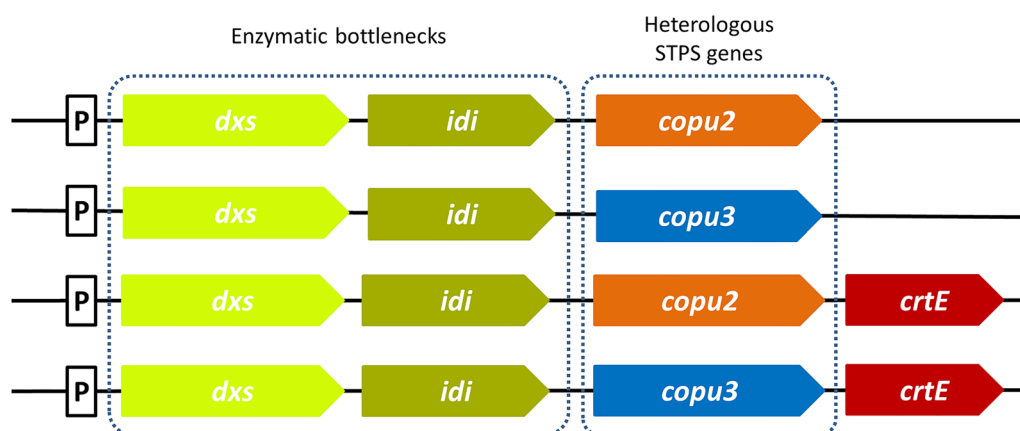 Enzymatic bottlenecks
Heterologous
STPS genes
P dxs idi copu2
P dxs idi copu3
P dxs idi copu2 crtE
P dxs idi copu3 crtE